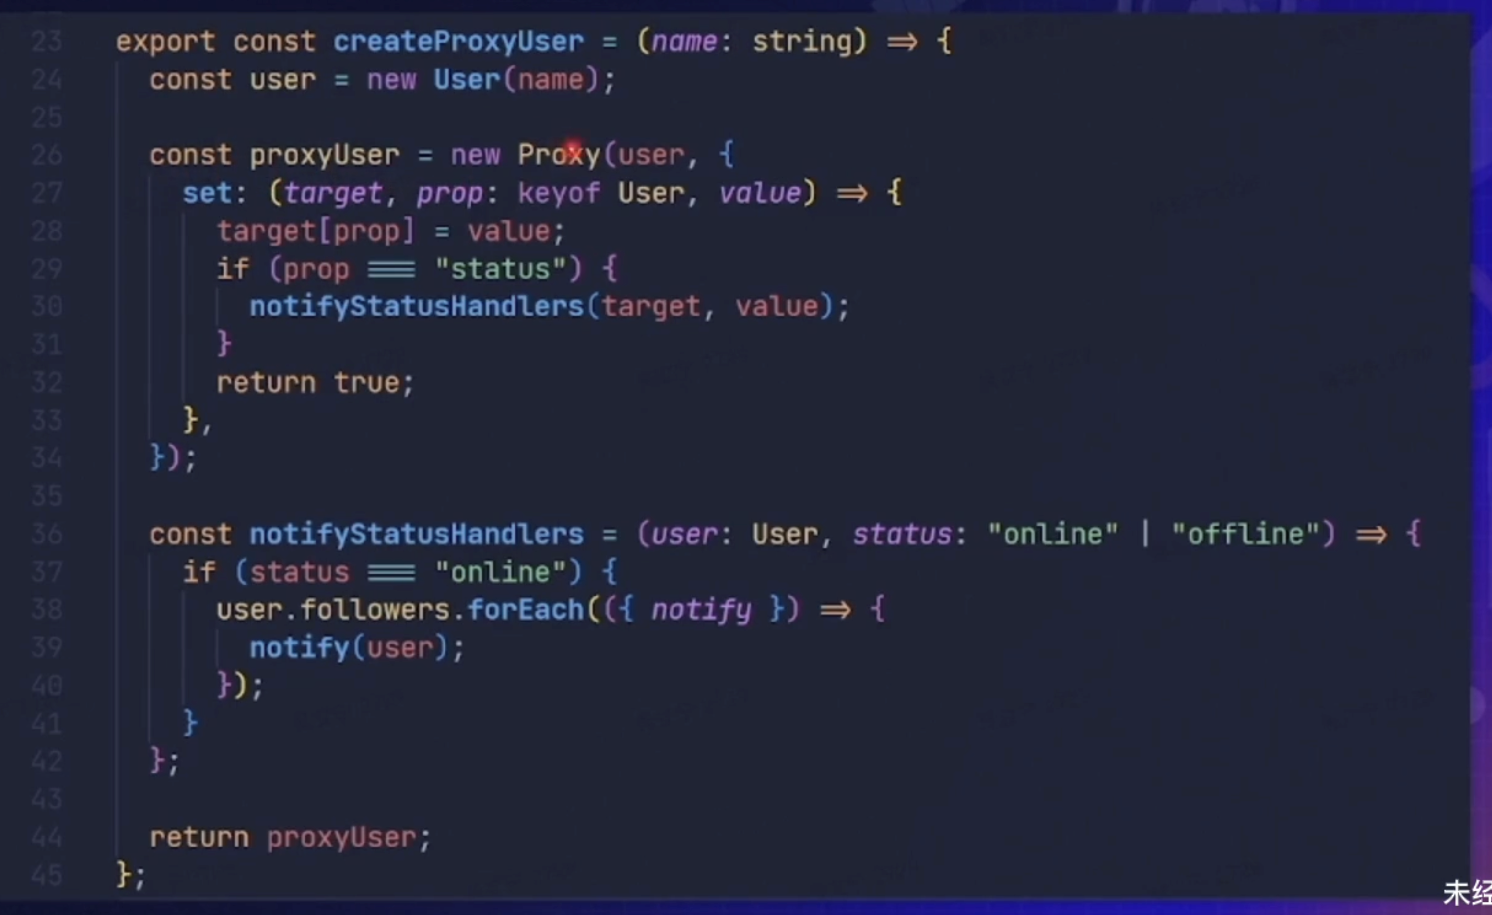 23 export const createProxyUser = (name: string) => {
24   const user = new User(name);
25
26   const proxyUser = new Proxy(user, {
27     set: (target, prop: keyof User, value) => {
28       target[prop] = value;
29       if (prop === "status") {
30         notifyStatusHandlers(target, value);
31       }
32       return true;
33     },
34   });
35
36   const notifyStatusHandlers = (user: User, status: "online" | "offline") => {
37     if (status === "online") {
38       user.followers.forEach(({ notify }) => {
39         notify(user);
40       });
41     }
42   };
43
44   return proxyUser;
45 };
未经